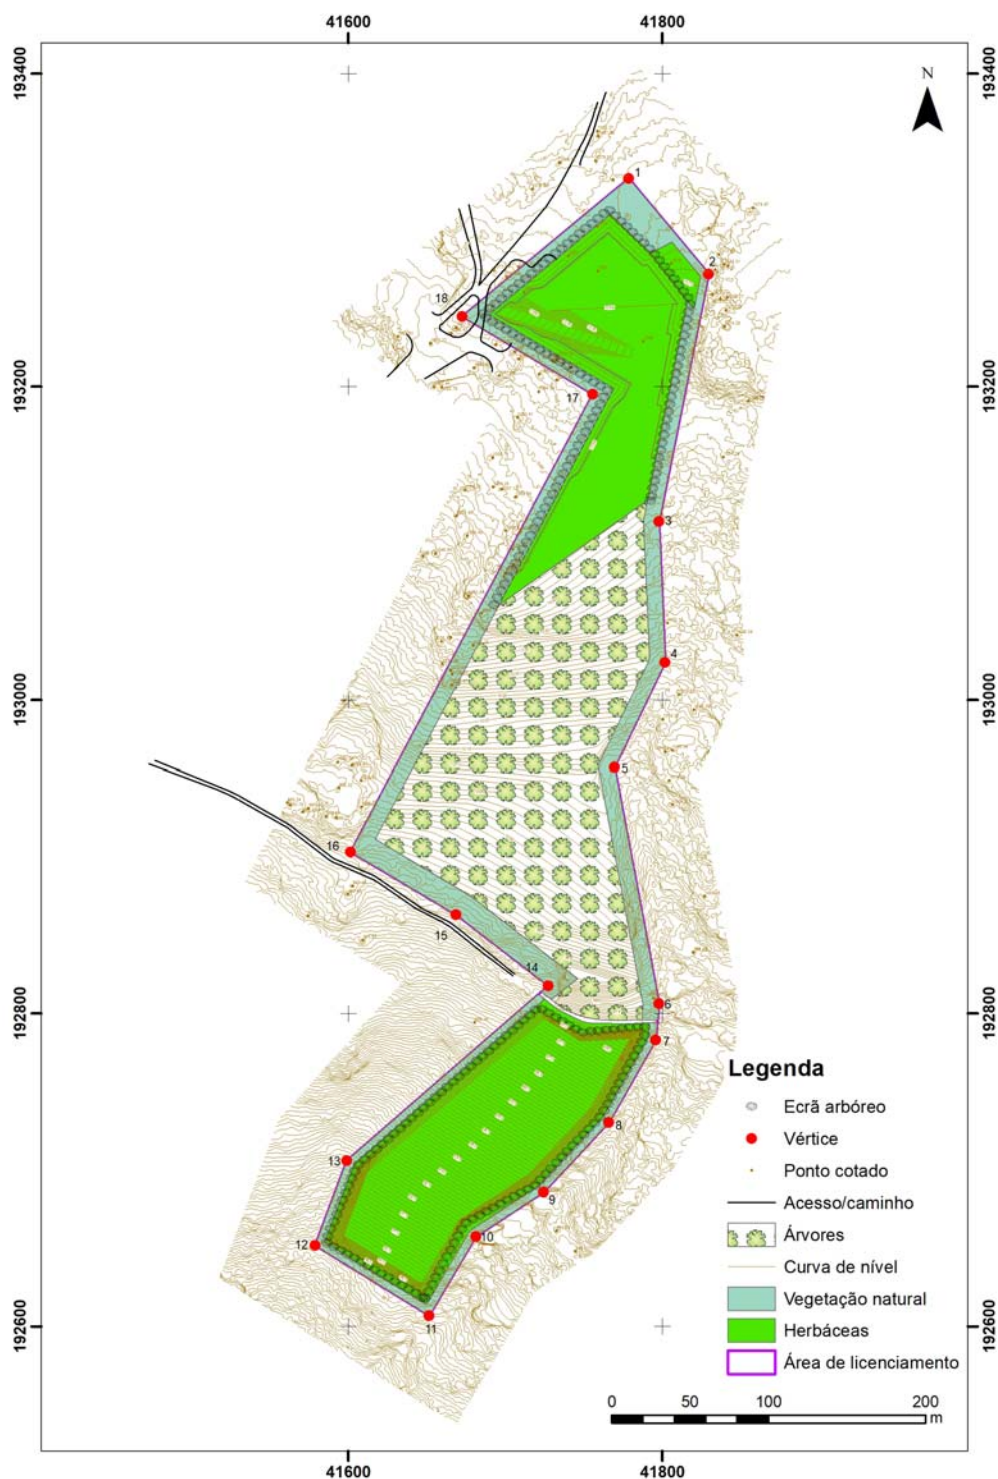 41600
41800
193400
193400
N
1
2
18
193200
193200
17
3
4
193000
193000
5
16
15
14
6
192800
192800
7
Legenda
Ecrã arbóreo
8
Vértice
13
Ponto cotado
9
Acesso/caminho
10
Árvores
12
Curva de nível
Vegetação natural
11
192600
192600
Herbáceas
Área de licenciamento
0 50 100 200
m
41600
41800